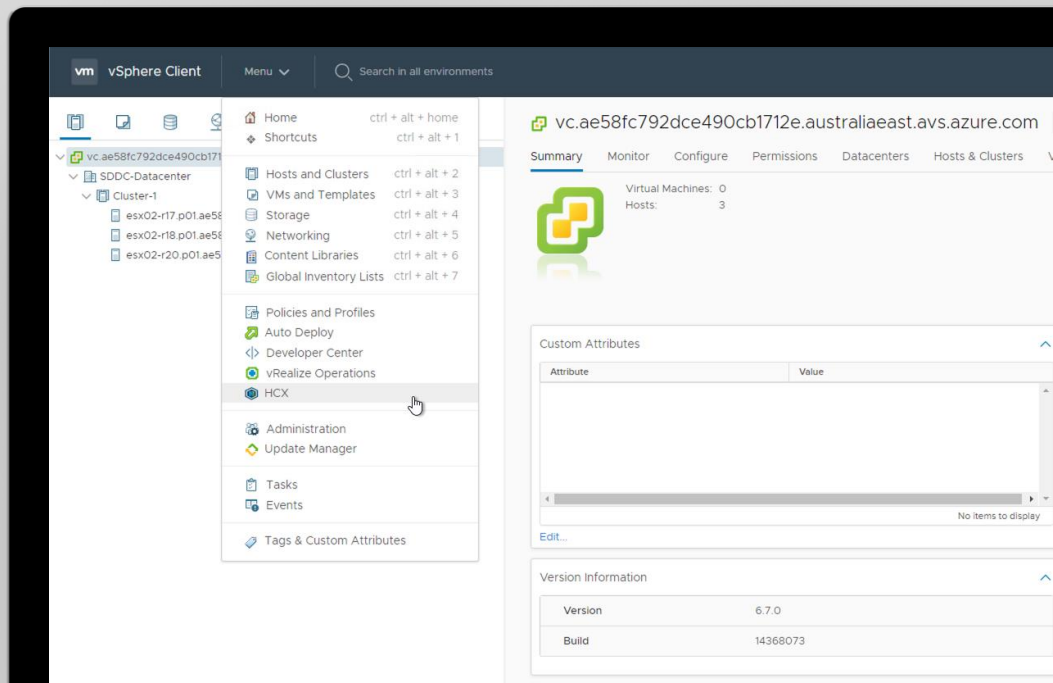 vm vSphere Client Menu Search in all environments
Home ctrl + alt + home
Shortcuts ctrl + alt + 1
Hosts and Clusters ctrl + alt + 2
VMs and Templates ctrl + alt + 3
Storage ctrl + alt + 4
Networking ctrl + alt + 5
Content Libraries ctrl + alt + 6
Global Inventory Lists ctrl + alt + 7
Policies and Profiles
Auto Deploy
Developer Center
vRealize Operations
HCX
Administration
Update Manager
Tasks
Events
Tags & Custom Attributes
vc.ae58fc792dce490cb171
SDDC-Datacenter
Cluster-1
esx02-r17.p01.ae58
esx02-r18.p01.ae58
esx02-r20.p01.ae5
vc.ae58fc792dce490cb1712e.australiaeast.avs.azure.com
Summary Monitor Configure Permissions Datacenters Hosts & Clusters
Virtual Machines: 0
Hosts: 3
Custom Attributes
Attribute Value
No items to display
Edit...
Version Information
Version 6.7.0
Build 14368073